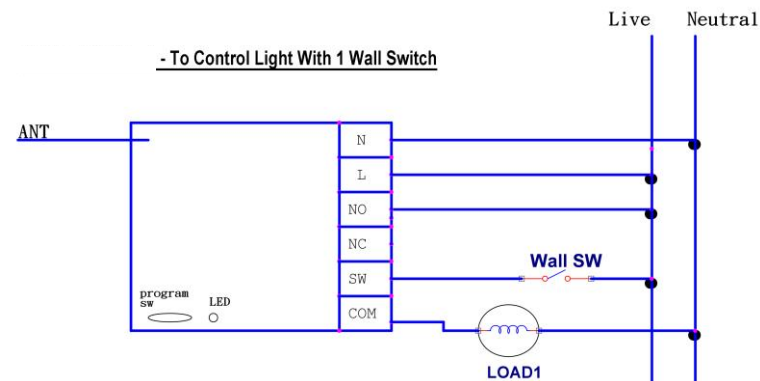 Live Neutral
- To Control Light With 1 Wall Switch
ANT
N
L
NO
NC
Wall SW
SW
program
sw
LED
COM
LOAD1